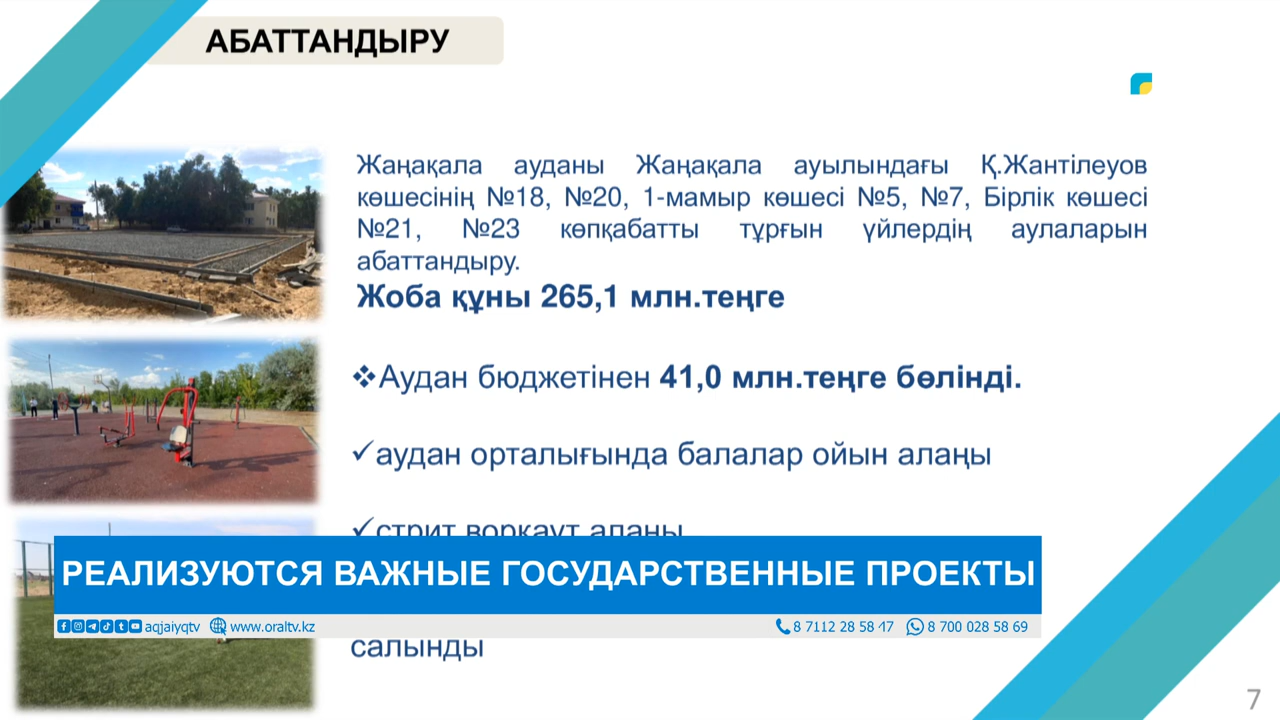 АБАТТАНДЫРУ
Жаңақала ауданы Жаңақала ауылындағы Қ.Жантілеуов
көшесінің №18, №20, 1-мамыр көшесі №5, №7, Бірлік көшесі
№21, №23 көпқабатты тұрғын үйлердің аулаларын
абаттандыру.
Жоба құны 265,1 млн.теңге
❖Аудан бюджетінен 41,0 млн.теңге бөлінді.
✓аудан орталығында балалар ойын алаңы
✓стрит воркаут алаңы
РЕАЛИЗУЮТСЯ ВАЖНЫЕ ГОСУДАРСТВЕННЫЕ ПРОЕКТЫ
aqjaiyqtv www.oraltv.kz 8 7112 28 58 17 8 700 028 58 69
салынды
7